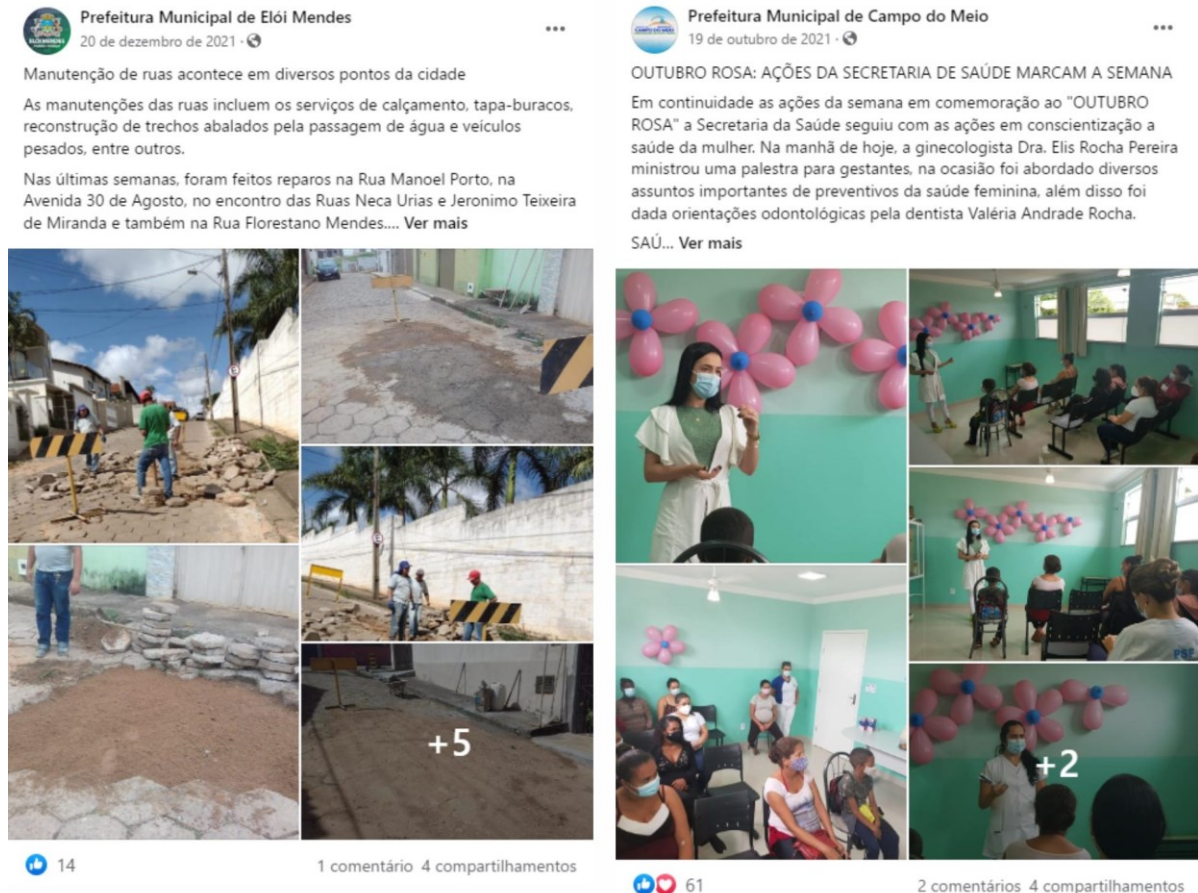 Prefeitura Municipal de Elói Mendes
20 de dezembro de 2021 ·
Manutenção de ruas acontece em diversos pontos da cidade
As manutenções das ruas incluem os serviços de calçamento, tapa-buracos,
reconstrução de trechos abalados pela passagem de água e veículos
pesados, entre outros.
Nas últimas semanas, foram feitos reparos na Rua Manoel Porto, na
Avenida 30 de Agosto, no encontro das Ruas Neca Urias e Jeronimo Teixeira
de Miranda e também na Rua Florestano Mendes.... Ver mais
+5
14
1 comentário 4 compartilhamentos
Prefeitura Municipal de Campo do Meio
19 de outubro de 2021 ·
OUTUBRO ROSA: AÇÕES DA SECRETARIA DE SAÚDE MARCAM A SEMANA
Em continuidade as ações da semana em comemoração ao "OUTUBRO
ROSA" a Secretaria da Saúde seguiu com as ações em conscientização a
saúde da mulher. Na manhã de hoje, a ginecologista Dra. Elis Rocha Pereira
ministrou uma palestra para gestantes, na ocasião foi abordado diversos
assuntos importantes de preventivos da saúde feminina, além disso foi
dada orientações odontológicas pela dentista Valéria Andrade Rocha.
SAÚ... Ver mais
PSF
+2
61
2 comentários 4 compartilhamentos